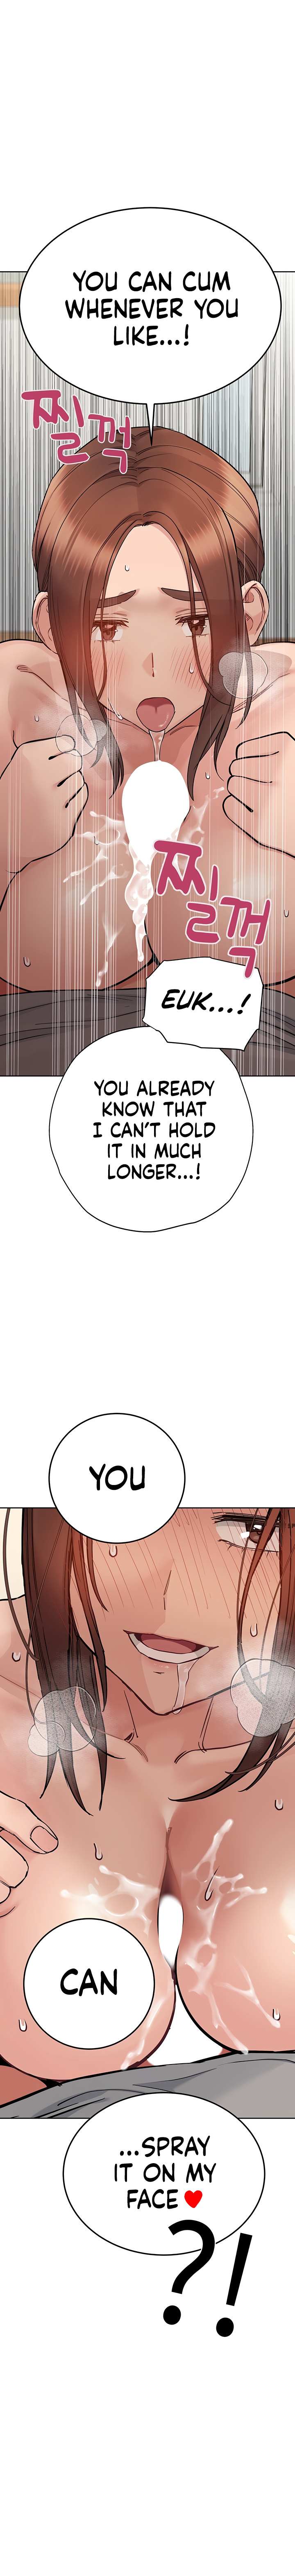 YOU CAN CUM
WHENEVER YOU
LIKE...!
찔꺽
찔꺽
EUK...!
YOU ALREADY
KNOW THAT
I CAN'T HOLD
IT IN MUCH
LONGER...!
YOU
CAN
...SPRAY
IT ON MY
FACE♥
?!